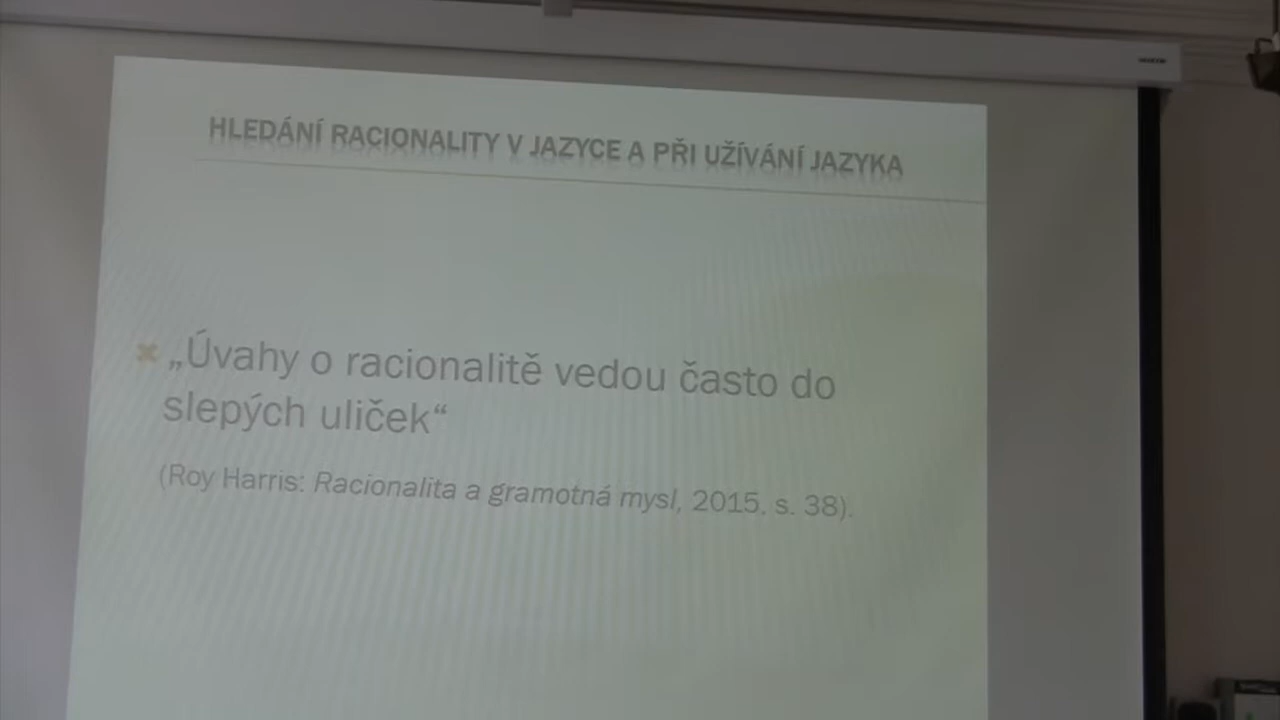 HLEDÁNÍ RACIONALITY V JAZYCE A PŘI UŽÍVÁNÍ JAZYKA
„Úvahy o racionalitě vedou často do
slepých uliček“
(Roy Harris: Racionalita a gramotná mysl, 2015, s. 38).